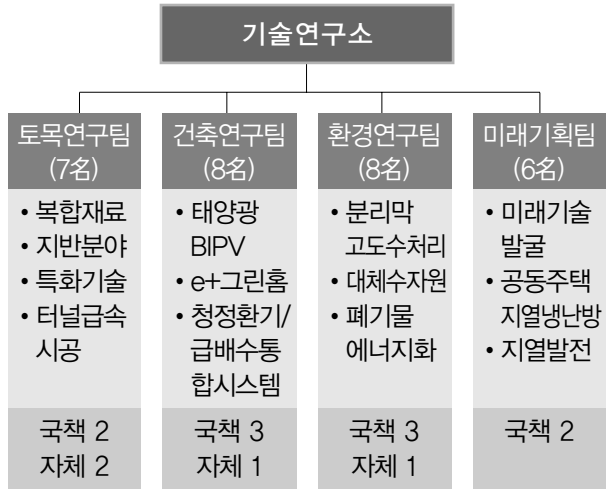 기술연구소
토목연구팀
(7名)
• 복합재료
• 지반분야
• 특화기술
• 터널급속
시공
국책 2
자체 2
건축연구팀
(8名)
• 태양광
BIPV
• e+그린홈
• 청정환기/
급배수통
합시스템
국책 3
자체 1
환경연구팀
(8名)
• 분리막
고도수처리
• 대체수자원
• 폐기물
에너지화
국책 3
자체 1
미래기획팀
(6名)
• 미래기술
발굴
• 공동주택
지열냉난방
• 지열발전
국책 2